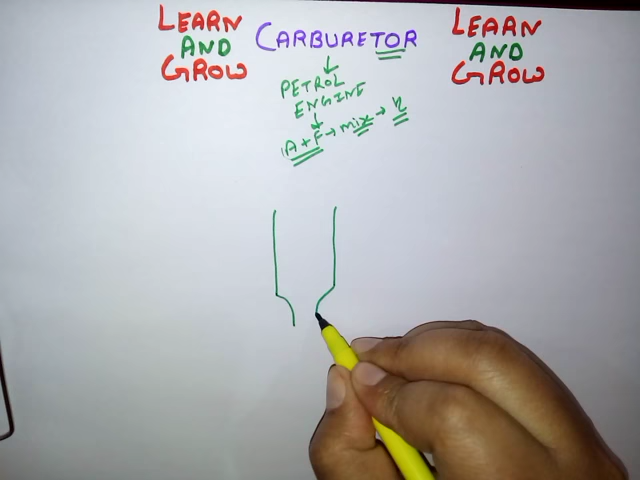 LEARN
AND
GROW
CARBURETOR
LEARN
AND
GROW
PETROL
ENGINE
A+F → mix → η